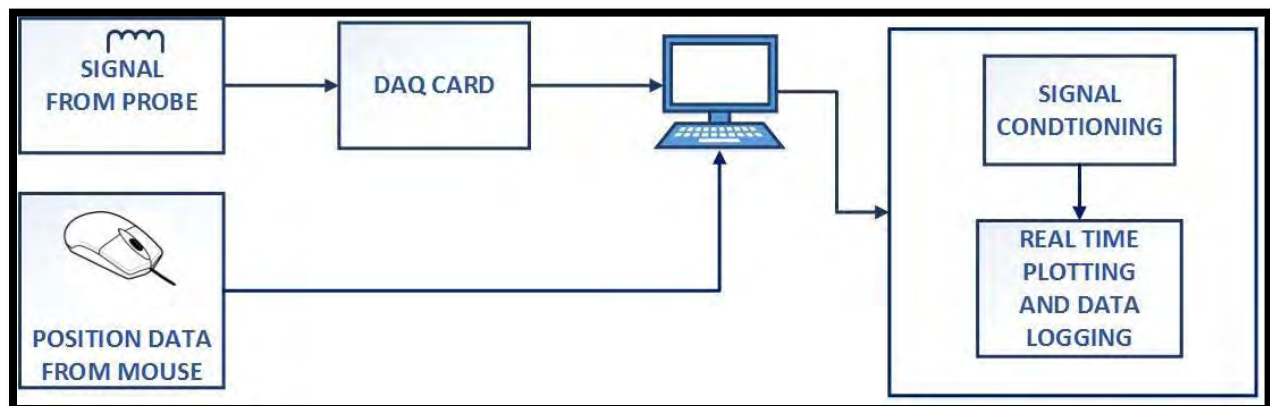 SIGNAL
FROM PROBE
DAQ CARD
SIGNAL
CONDTIONING
POSITION DATA
FROM MOUSE
REAL TIME
PLOTTING
AND DATA
LOGGING